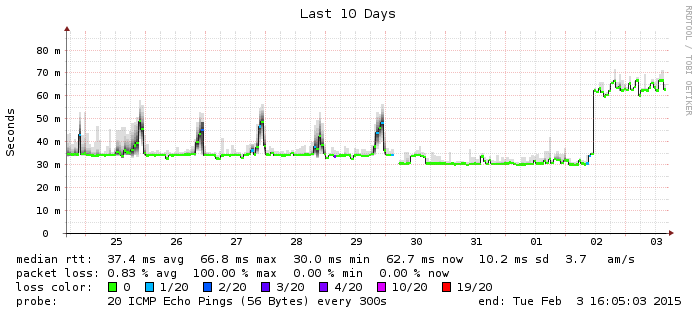 Last 10 Days
RRDTOOL / TOBI OETIKER
Seconds
80 m
70 m
60 m
50 m
40 m
30 m
20 m
10 m
0
25 26 27 28 29 30 31 01 02 03
median rtt: 37.4 ms avg 66.8 ms max 30.0 ms min 62.7 ms now 10.2 ms sd 3.7 am/s
packet loss: 0.83 % avg 100.00 % max 0.00 % min 0.00 % now
loss color: 0 1/20 2/20 3/20 4/20 10/20 19/20
probe: 20 ICMP Echo Pings (56 Bytes) every 300s end: Tue Feb 3 16:05:03 2015